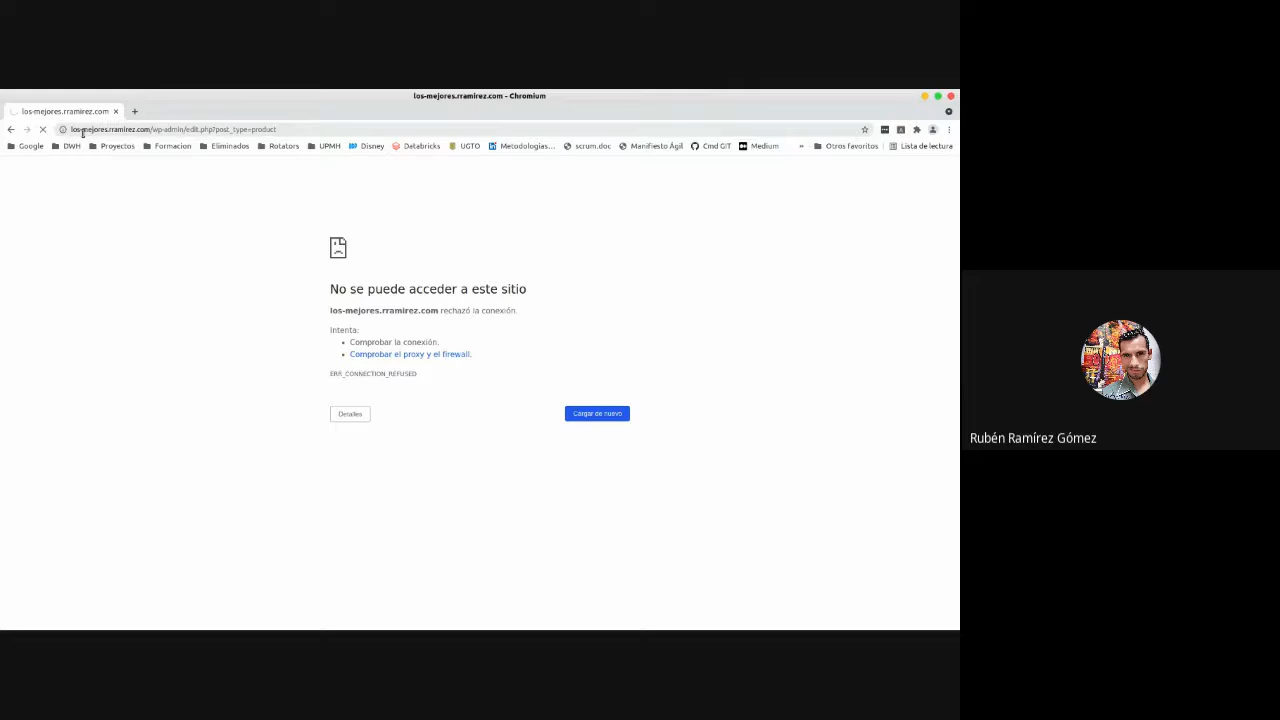 los-mejores.rramirez.com - Chromium
los-mejores.rramirez.com
los-mejores.rramirez.com/wp-admin/edit.php?post_type=product
Google DWH Proyectos Formacion Eliminados Rotators UPMH Disney Databricks UGTO Metodologías... scrum.doc Manifiesto Ágil Cmd GIT Medium » Otros favoritos Lista de lectura
No se puede acceder a este sitio
los-mejores.rramirez.com rechazó la conexión.
Intenta:
• Comprobar la conexión.
• Comprobar el proxy y el firewall.
ERR_CONNECTION_REFUSED
Detalles Cargar de nuevo
Rubén Ramírez Gómez